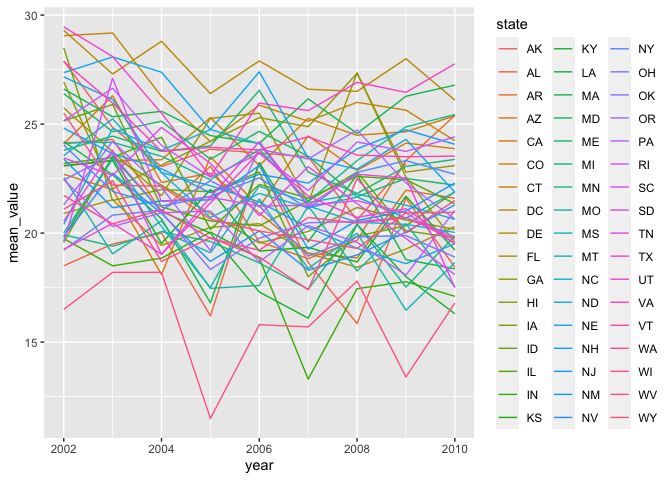 30
25
20
15
mean_value
2002 2004 2006 2008 2010
year
state
AK KY NY
AL LA OH
AR MA OK
AZ MD OR
CA ME PA
CO MI RI
CT MN SC
DC MO SD
DE MS TN
FL MT TX
GA NC UT
HI ND VA
IA NE VT
ID NH WA
IL NJ WI
IN NM WV
KS NV WY